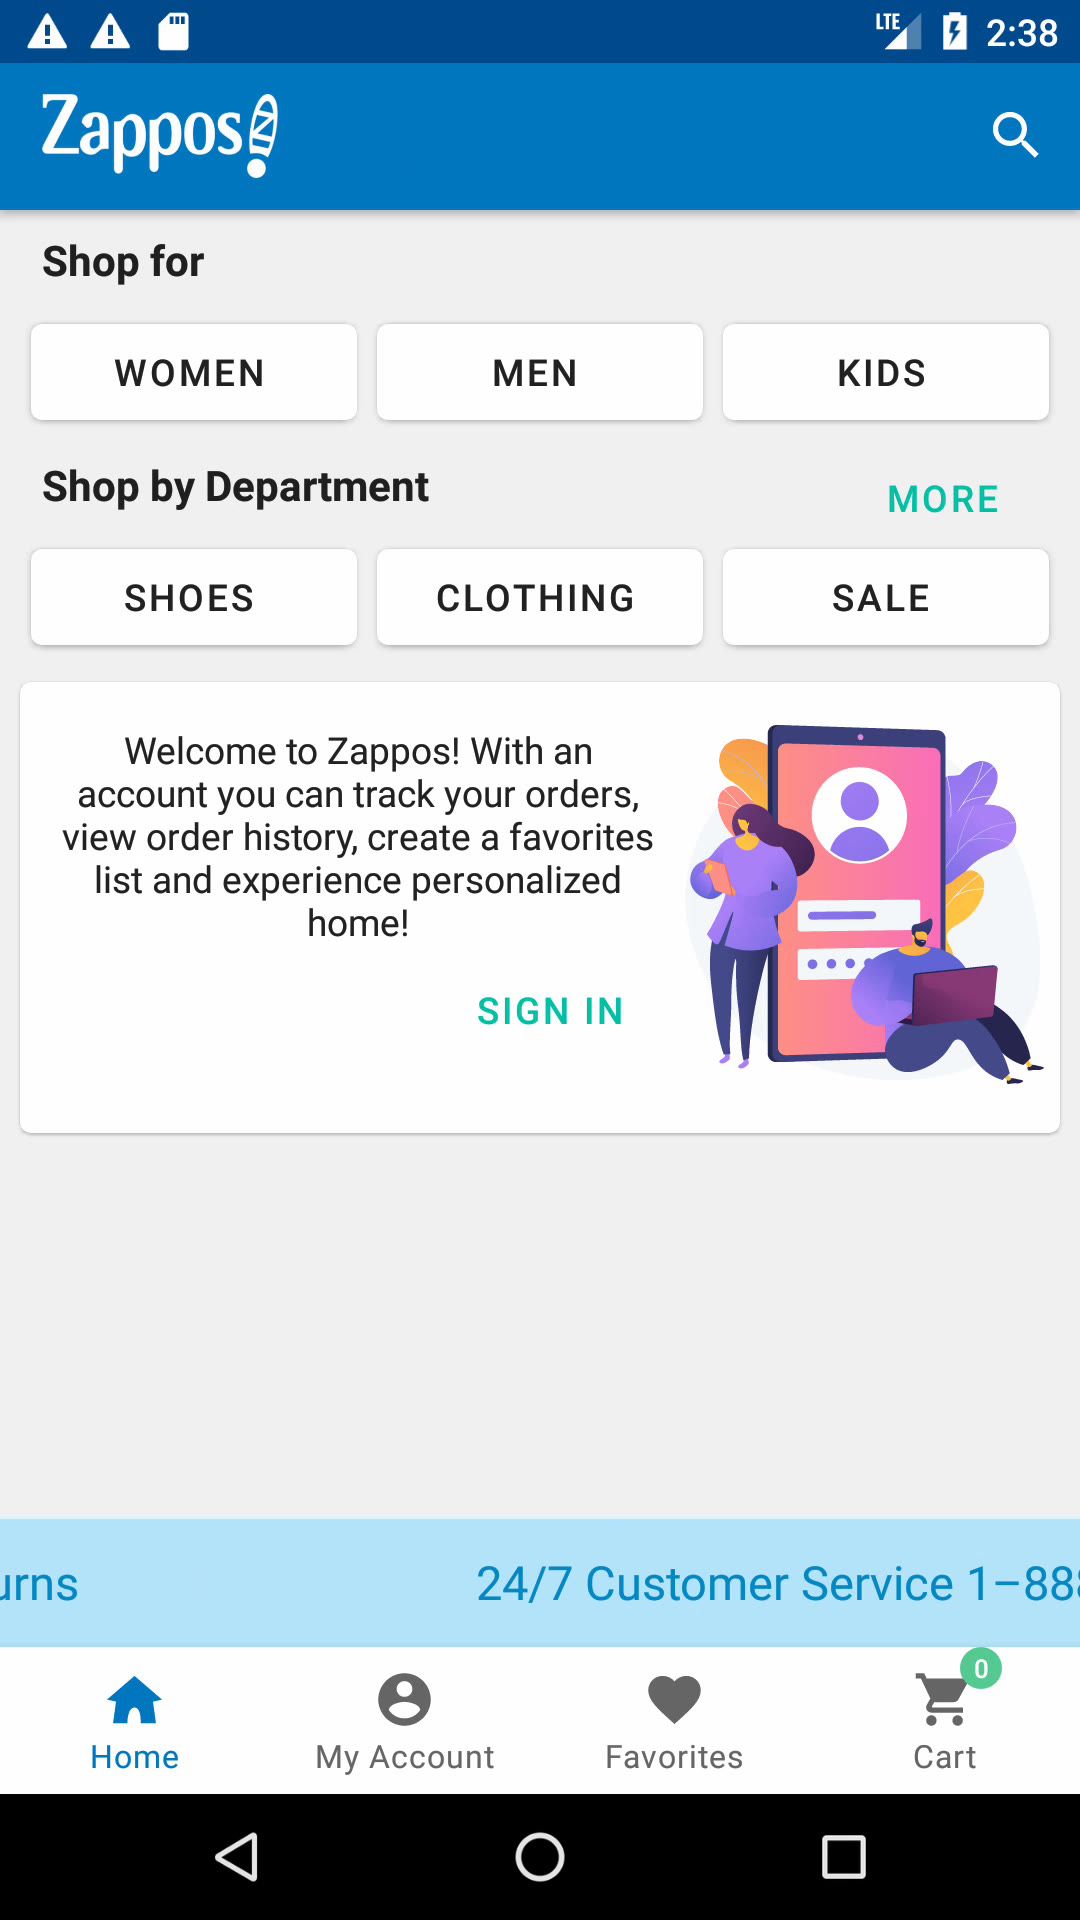 LTE 2:38
Zappos
Shop for
WOMEN MEN KIDS
Shop by Department MORE
SHOES CLOTHING SALE
Welcome to Zappos! With an
account you can track your orders,
view order history, create a favorites
list and experience personalized
home!
SIGN IN
urns 24/7 Customer Service 1-888
0
Home My Account Favorites Cart